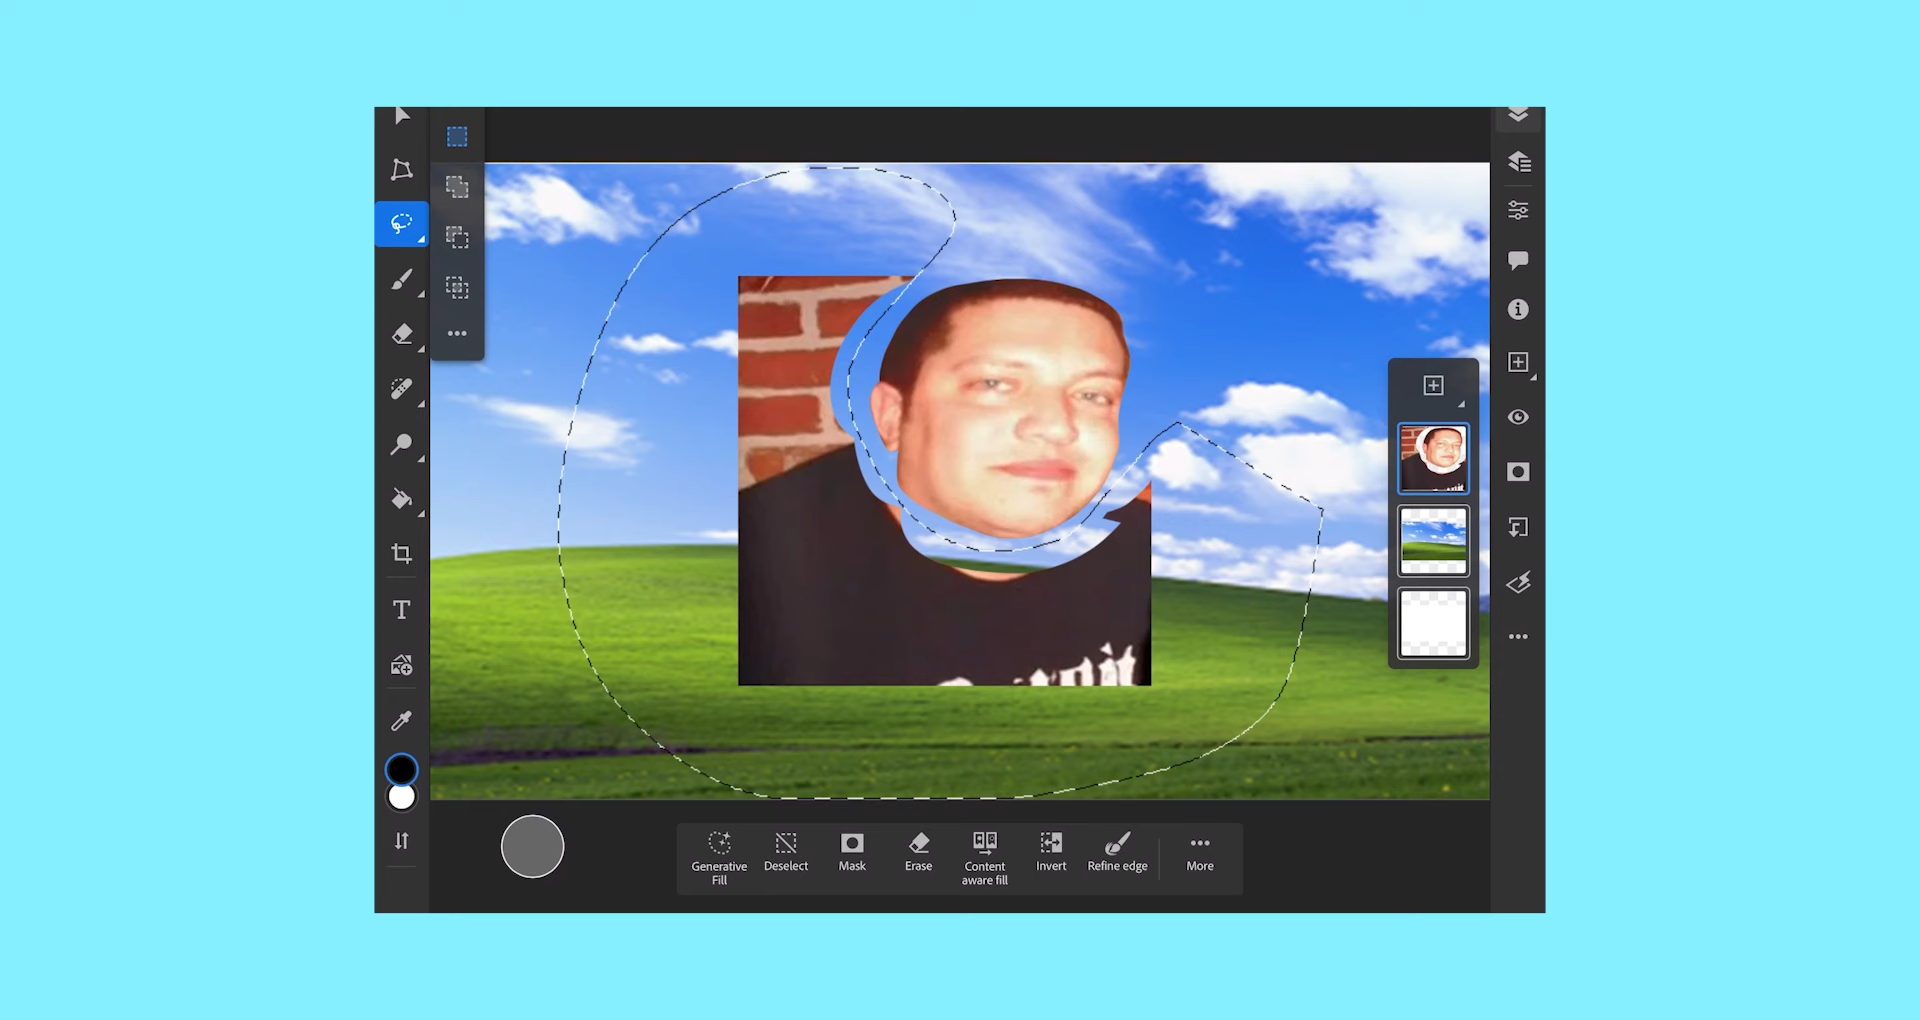 T
Generative
Fill
Deselect
Mask
Erase
Content
aware fill
Invert
Refine edge
More